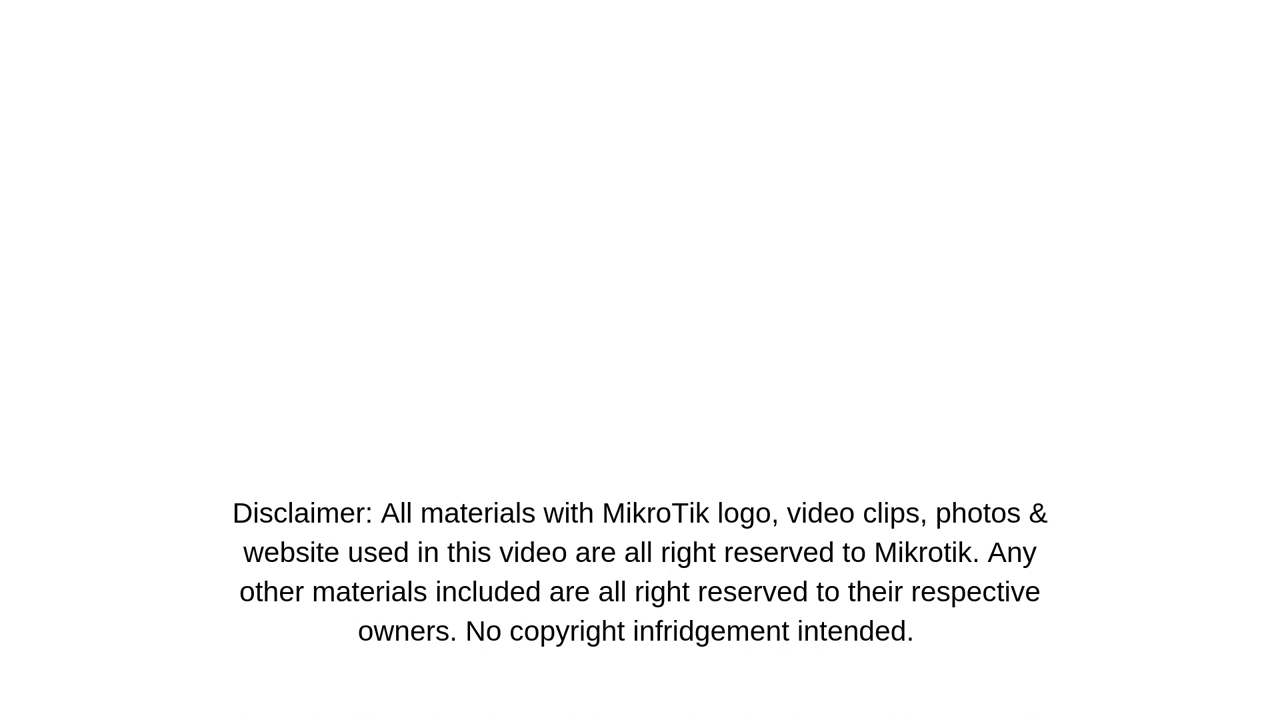 Disclaimer: All materials with MikroTik logo, video clips, photos &
website used in this video are all right reserved to Mikrotik. Any
other materials included are all right reserved to their respective
owners. No copyright infridgement intended.